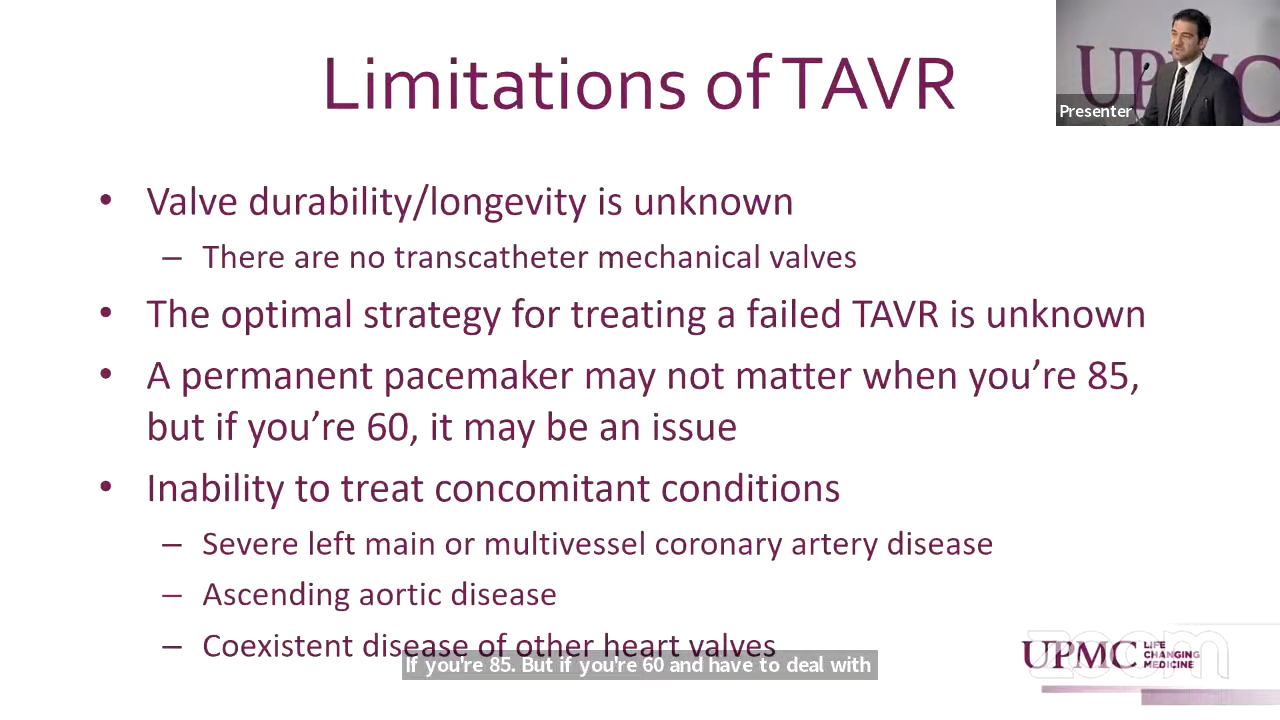 Limitations of TAVR
UPMC
Presenter
• Valve durability/longevity is unknown
– There are no transcatheter mechanical valves
• The optimal strategy for treating a failed TAVR is unknown
• A permanent pacemaker may not matter when you’re 85,
but if you’re 60, it may be an issue
• Inability to treat concomitant conditions
– Severe left main or multivessel coronary artery disease
– Ascending aortic disease
– Coexistent disease of other heart valves
If you're 85. But if you're 60 and have to deal with
UPMC
LIFE
CHANGING
MEDICINE
zoom